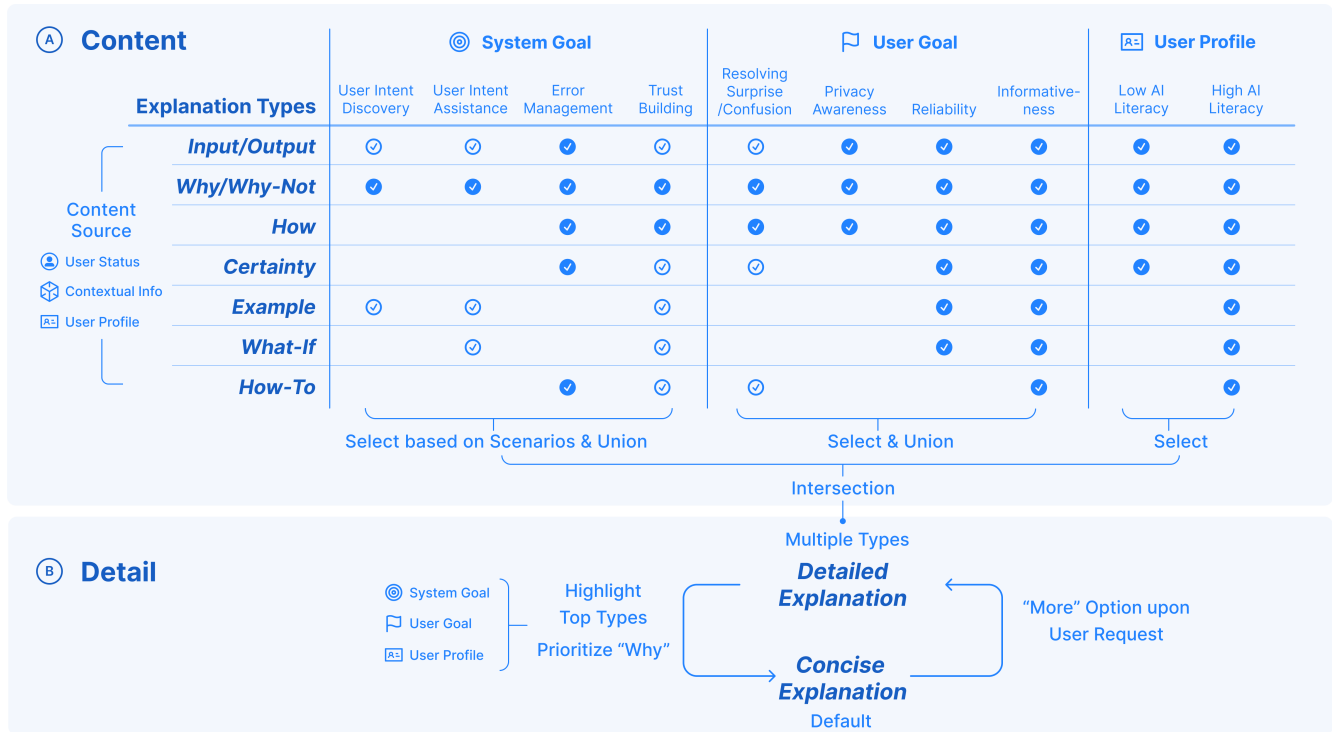 A Content
System Goal
User Goal
User Profile
Explanation Types
User Intent
Discovery
User Intent
Assistance
Error
Management
Trust
Building
Resolving
Surprise
/Confusion
Privacy
Awareness
Reliability
Informative-
ness
Low AI
Literacy
High AI
Literacy
Input/Output
Why/Why-Not
How
Certainty
Example
What-If
How-To
Content
Source
User Status
Contextual Info
User Profile
Select based on Scenarios & Union
Select & Union
Select
Intersection
B Detail
Multiple Types
Detailed
Explanation
System Goal
User Goal
User Profile
Highlight
Top Types
Prioritize “Why”
“More” Option upon
User Request
Concise
Explanation
Default